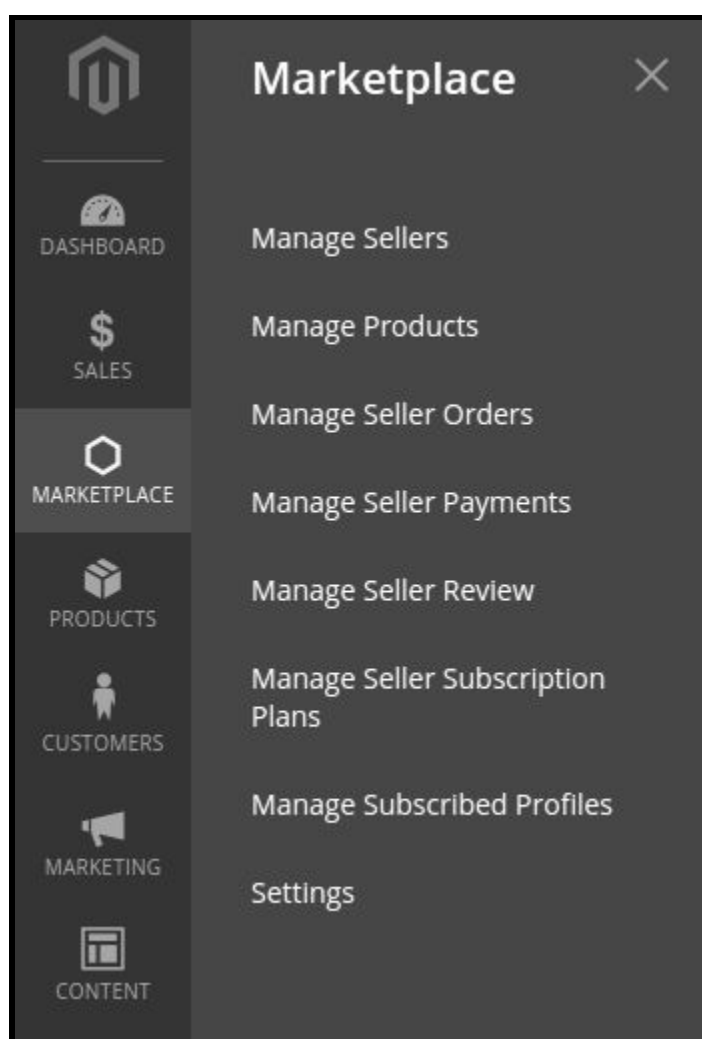 DASHBOARD
SALES
MARKETPLACE
PRODUCTS
CUSTOMERS
MARKETING
CONTENT
Marketplace
Manage Sellers
Manage Products
Manage Seller Orders
Manage Seller Payments
Manage Seller Review
Manage Seller Subscription
Plans
Manage Subscribed Profiles
Settings